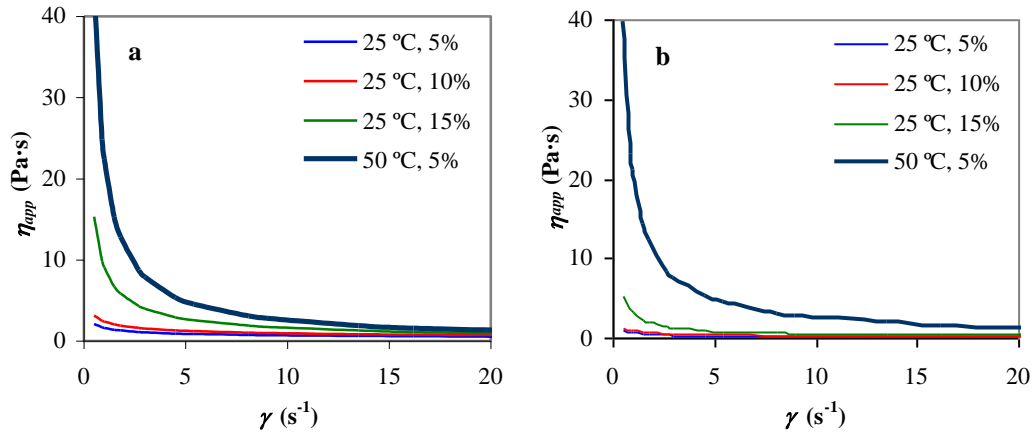 a
25 ºC, 5%
25 ºC, 10%
25 ºC, 15%
50 ºC, 5%
40
30
20
10
0
ηapp (Pa·s)
0 5 10 15 20
γ (s-1)
b
25 ºC, 5%
25 ºC, 10%
25 ºC, 15%
50 ºC, 5%
40
30
20
10
0
ηapp (Pa·s)
0 5 10 15 20
γ (s-1)